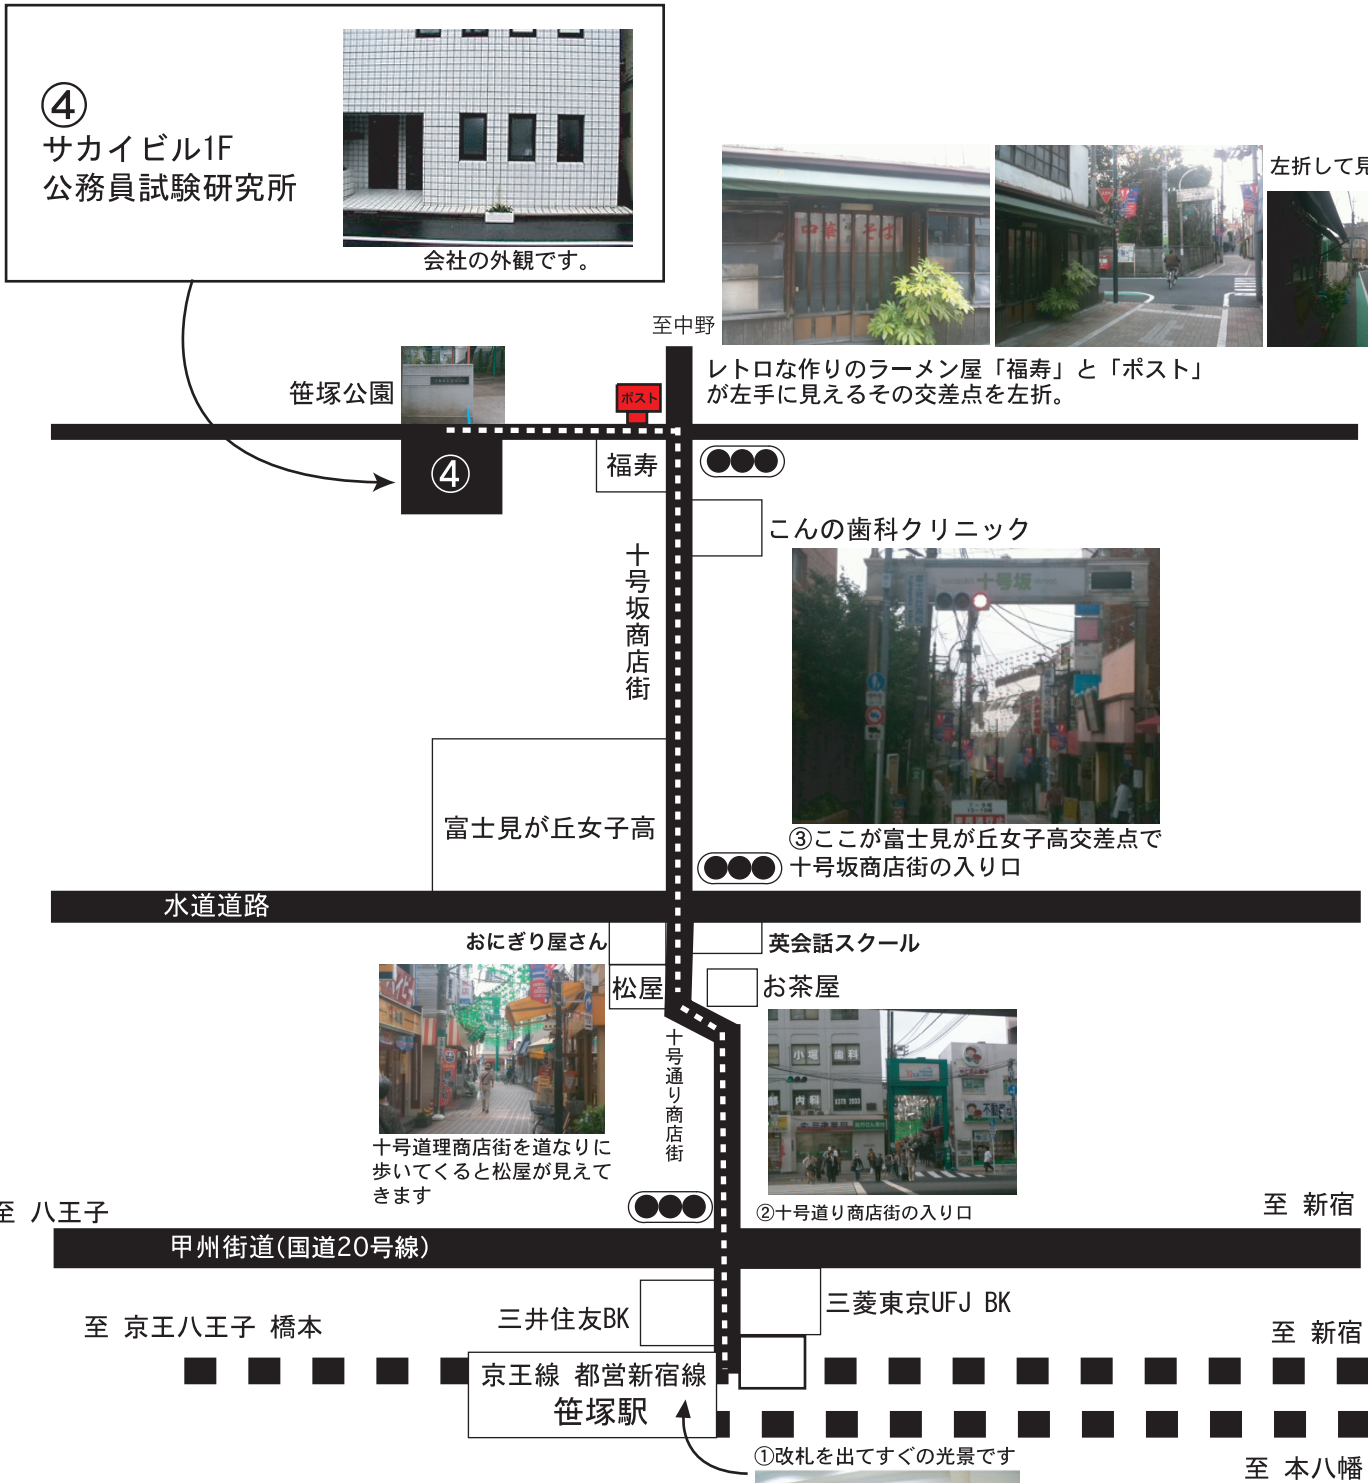 ④
サカイビル1F
公務員試験研究所
会社の外観です。
中華 そば
左折して見
至中野
レトロな作りのラーメン屋「福寿」と「ポスト」
が左手に見えるその交差点を左折。
笹塚公園
ポスト
④
福寿
こんの歯科クリニック
十号坂商店街
十号坂
富士見が丘女子高
③ここが富士見が丘女子高交差点で
十号坂商店街の入り口
水道道路
おにぎり屋さん
英会話スクール
松屋
お茶屋
十号通り商店街
小堀 歯科
内科
十号道理商店街を道なりに
歩いてくると松屋が見えて
きます
②十号道り商店街の入り口
至 八王子
至 新宿
甲州街道(国道20号線)
三井住友BK
三菱東京UFJ BK
至 京王八王子 橋本
至 新宿
京王線 都営新宿線
笹塚駅
①改札を出てすぐの光景です
至 本八幡